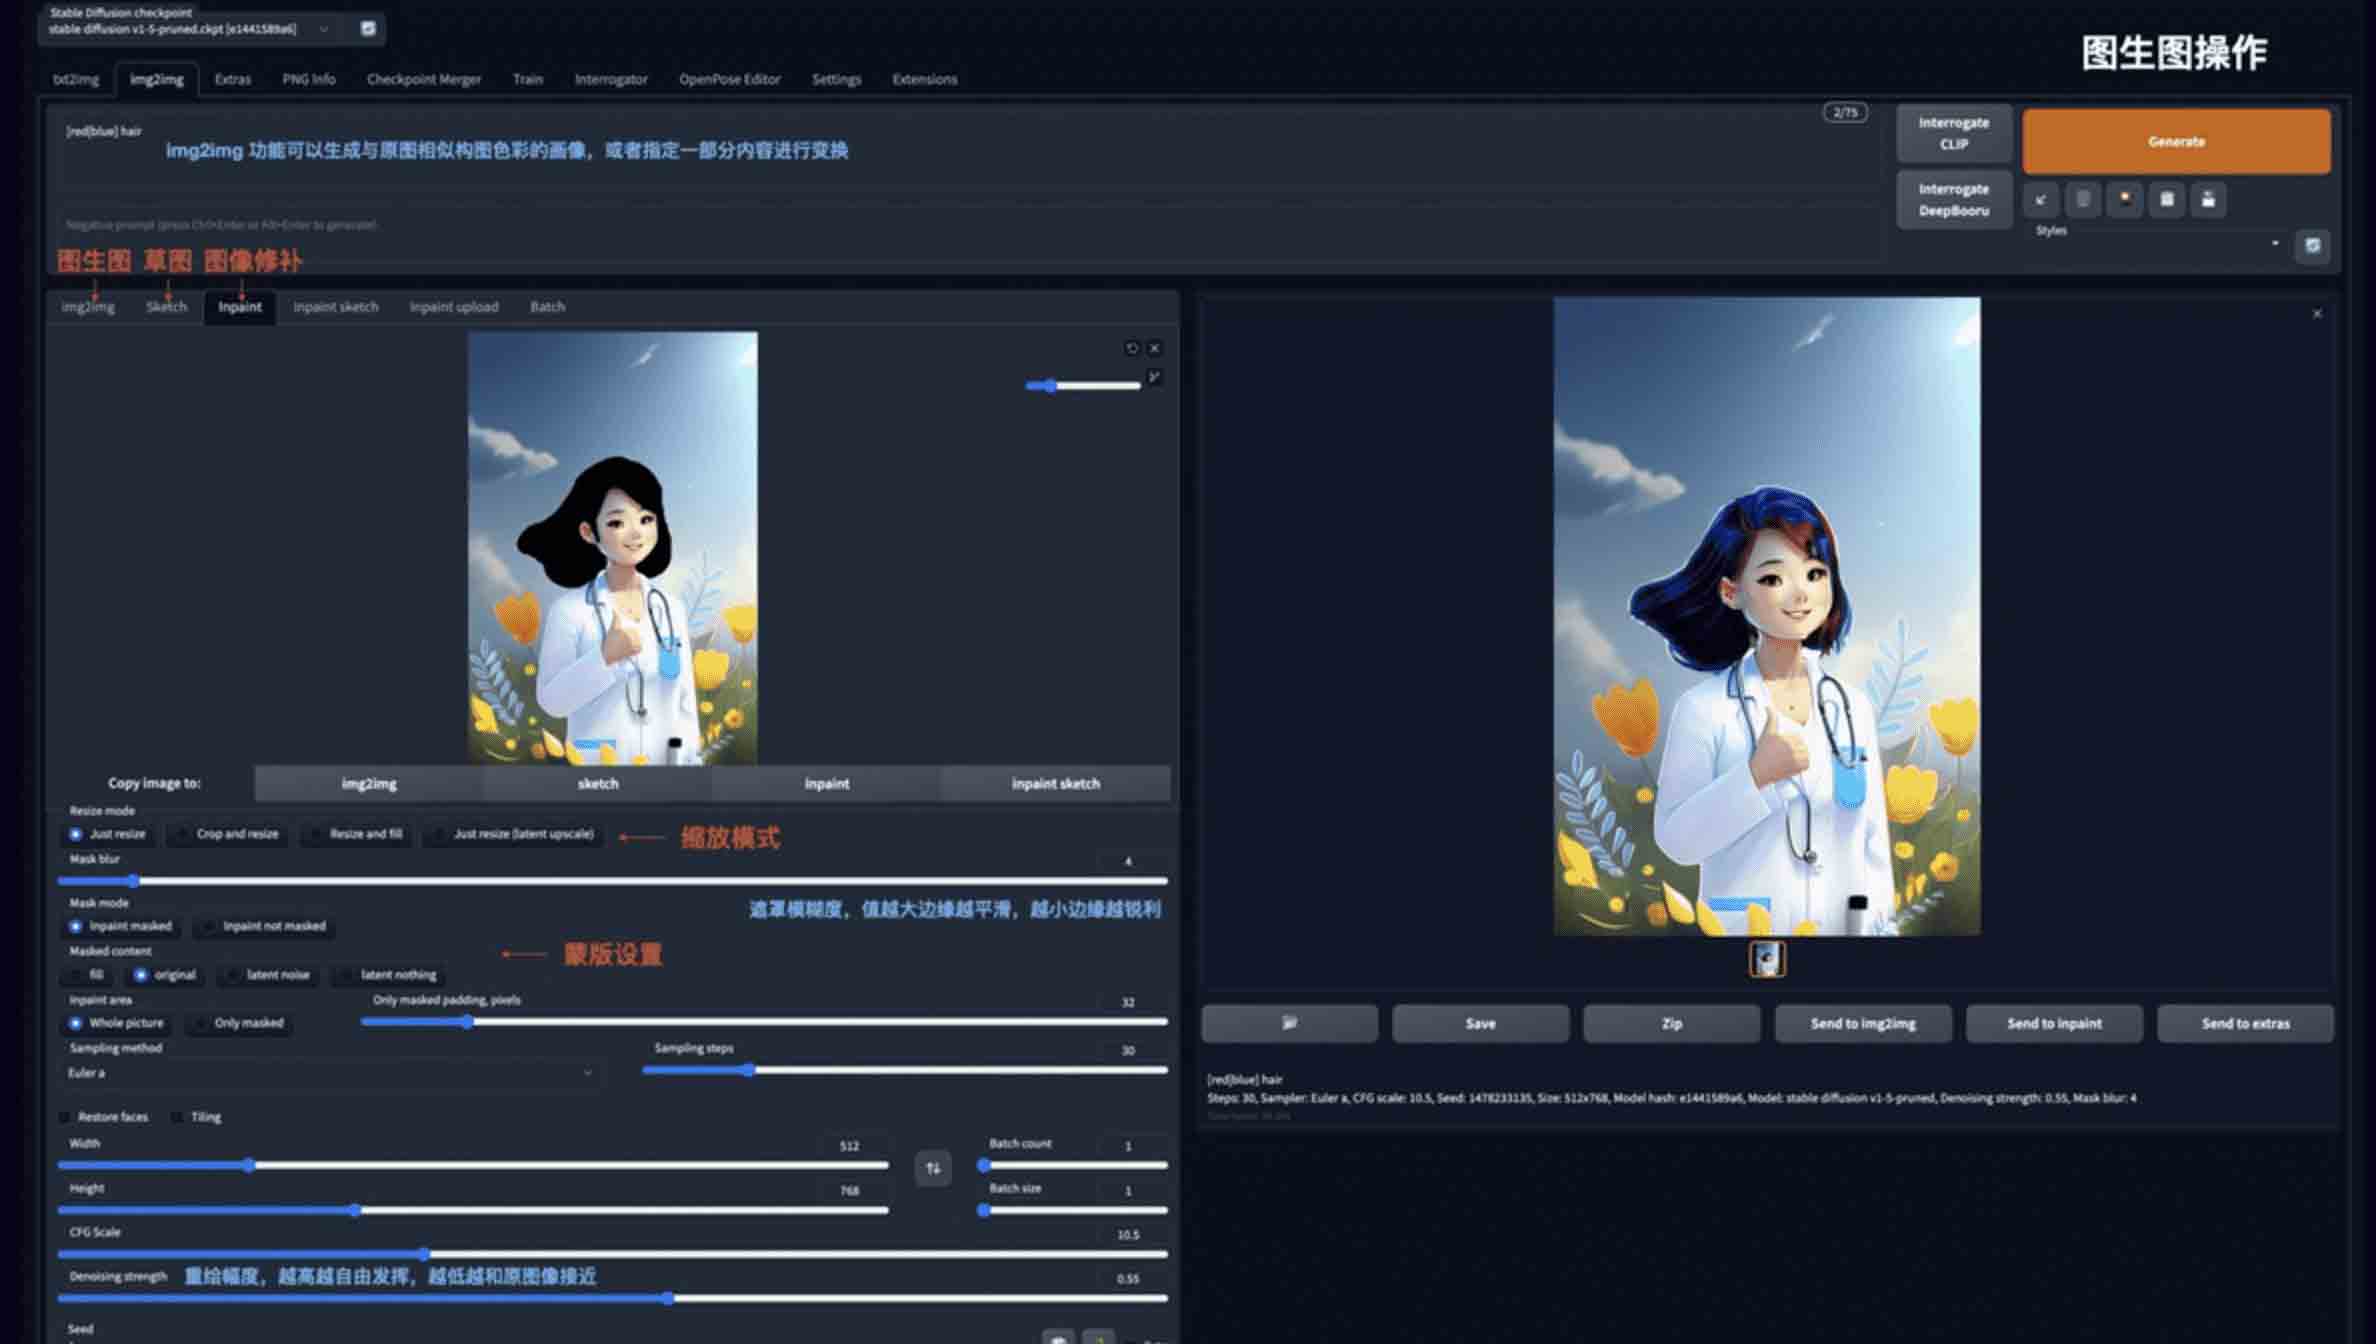 Stable Diffusion checkpoint
stable diffusion v1-5-pruned.ckpt [e1441589a6]
图生图操作
txt2img img2img Extras PNG Info Checkpoint Merger Train Interrogator OpenPose Editor Settings Extensions
[red|blue] hair
2/75
img2img 功能可以生成与原图相似构图色彩的画像，或者指定一部分内容进行变换
Interrogate
CLIP
Generate
Interrogate
DeepBooru
Negative prompt (press Ctrl+Enter or Alt+Enter to generate)
Styles
图生图 草图 图像修补
img2img Sketch Inpaint Inpaint sketch Inpaint upload Batch
Copy image to: img2img sketch inpaint inpaint sketch
Resize mode
Just resize Crop and resize Resize and fill Just resize (latent upscale)
缩放模式
Mask blur
4
遮罩模糊度，值越大边缘越平滑，越小边缘越锐利
Mask mode
Inpaint masked Inpaint not masked
蒙版设置
Masked content
fill original latent noise latent nothing
Inpaint area
Whole picture Only masked
Only masked padding, pixels
32
Sampling method
Euler a
Sampling steps
30
Restore faces Tiling
Width
512
Batch count
1
Height
768
Batch size
1
CFG Scale
10.5
Denoising strength
重绘幅度，越高越自由发挥，越低越和原图像接近
0.55
Seed
Save Zip Send to img2img Send to inpaint Send to extras
[red|blue] hair
Steps: 30, Sampler: Euler a, CFG scale: 10.5, Seed: 1478233135, Size: 512x768, Model hash: e1441589a6, Model: stable diffusion v1-5-pruned, Denoising strength: 0.55, Mask blur: 4